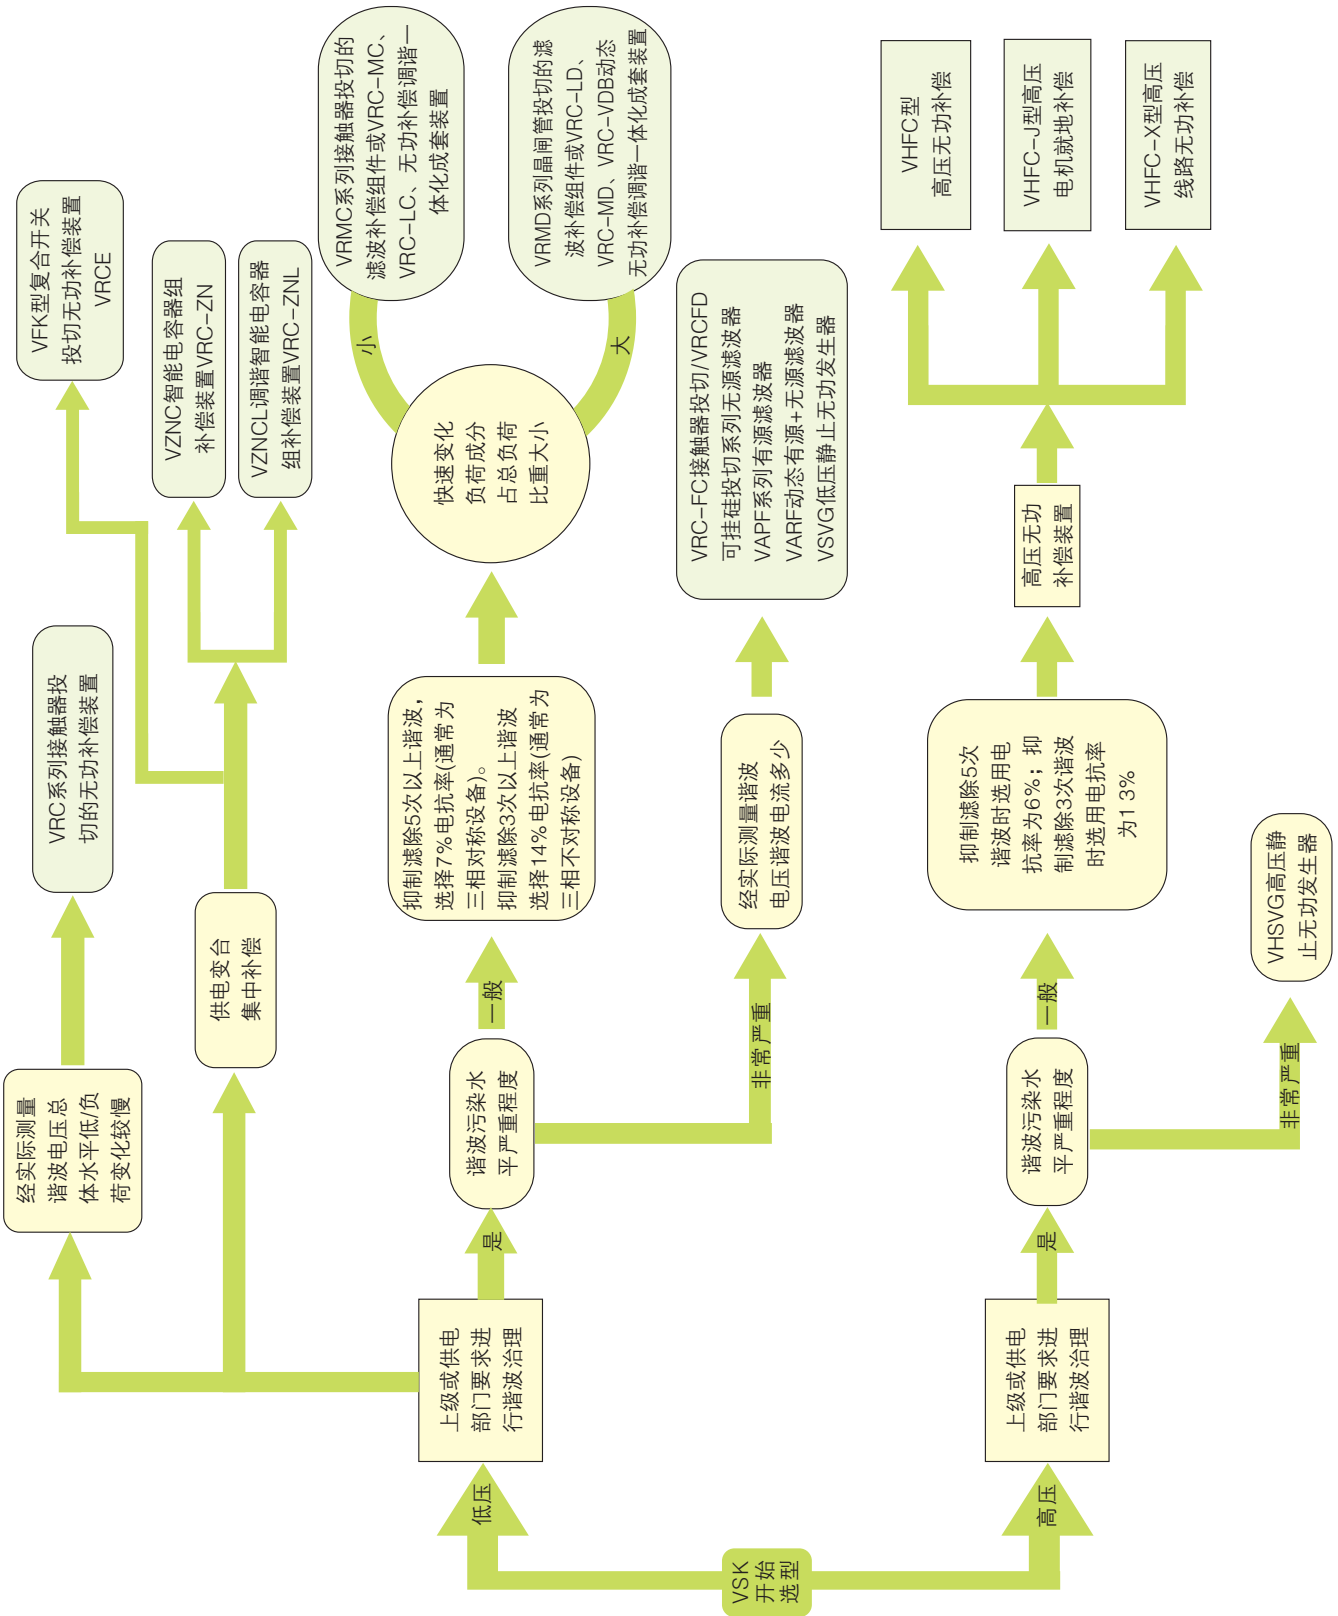 VSK
开始
选型
低压
高压
上级或供电
部门要求进
行谐波治理
上级或供电
部门要求进
行谐波治理
是
是
经实际测量
谐波电压总
体水平低/负
荷变化较慢
供电变台
集中补偿
谐波污染水
平严重程度
谐波污染水
平严重程度
一般
非常严重
一般
非常严重
VRC系列接触器投
切的无功补偿装置
VFK型复合开关
投切无功补偿装置
VRCE
VZNC智能电容器组
补偿装置VRC-ZN
VZNCL调谐智能电容器
组补偿装置VRC-ZNL
抑制滤除5次以上谐波,
选择7%电抗率(通常为
三相对称设备)。
抑制滤除3次以上谐波
选择14%电抗率(通常为
三相不对称设备)
快速变化
负荷成分
占总负荷
比重大小
小
大
VRMC系列接触器投切的
滤波补偿组件或VRC-MC、
VRC-LC、无功补偿调谐一
体化成套装置
VRMD系列晶闸管投切的滤
波补偿组件或VRC-LD、
VRC-MD、VRC-VDB动态
无功补偿调谐一体化成套装置
经实际测量谐波
电压谐波电流多少
VRC-FC接触器投切/VRCFD
可挂硅投切系列无源滤波器
VAPF系列有源滤波器
VARF动态有源+无源滤波器
VSVG低压静止无功发生器
抑制滤除5次
谐波时选用电
抗率为6%；抑
制滤除3次谐波
时选用电抗率
为13%
高压无功
补偿装置
VHFC型
高压无功补偿
VHFC-J型高压
电机就地补偿
VHFC-X型高压
线路无功补偿
VHSVG高压静
止无功发生器